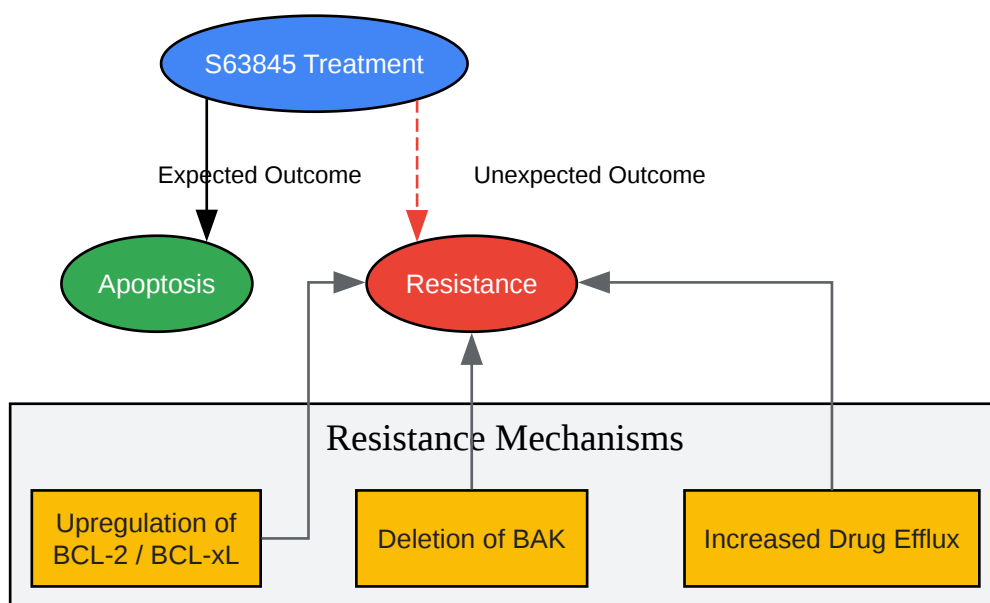 S63845 Treatment
Expected Outcome
Unexpected Outcome
Apoptosis
Resistance
Resistance Mechanisms
Upregulation of
BCL-2 / BCL-xL
Deletion of BAK
Increased Drug Efflux